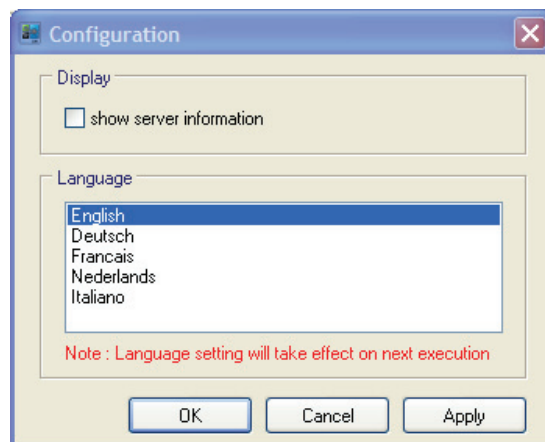 Configuration
Display
show server information
Language
English
Deutsch
Francais
Nederlands
Italiano
Note : Language setting will take effect on next execution
OK
Cancel
Apply